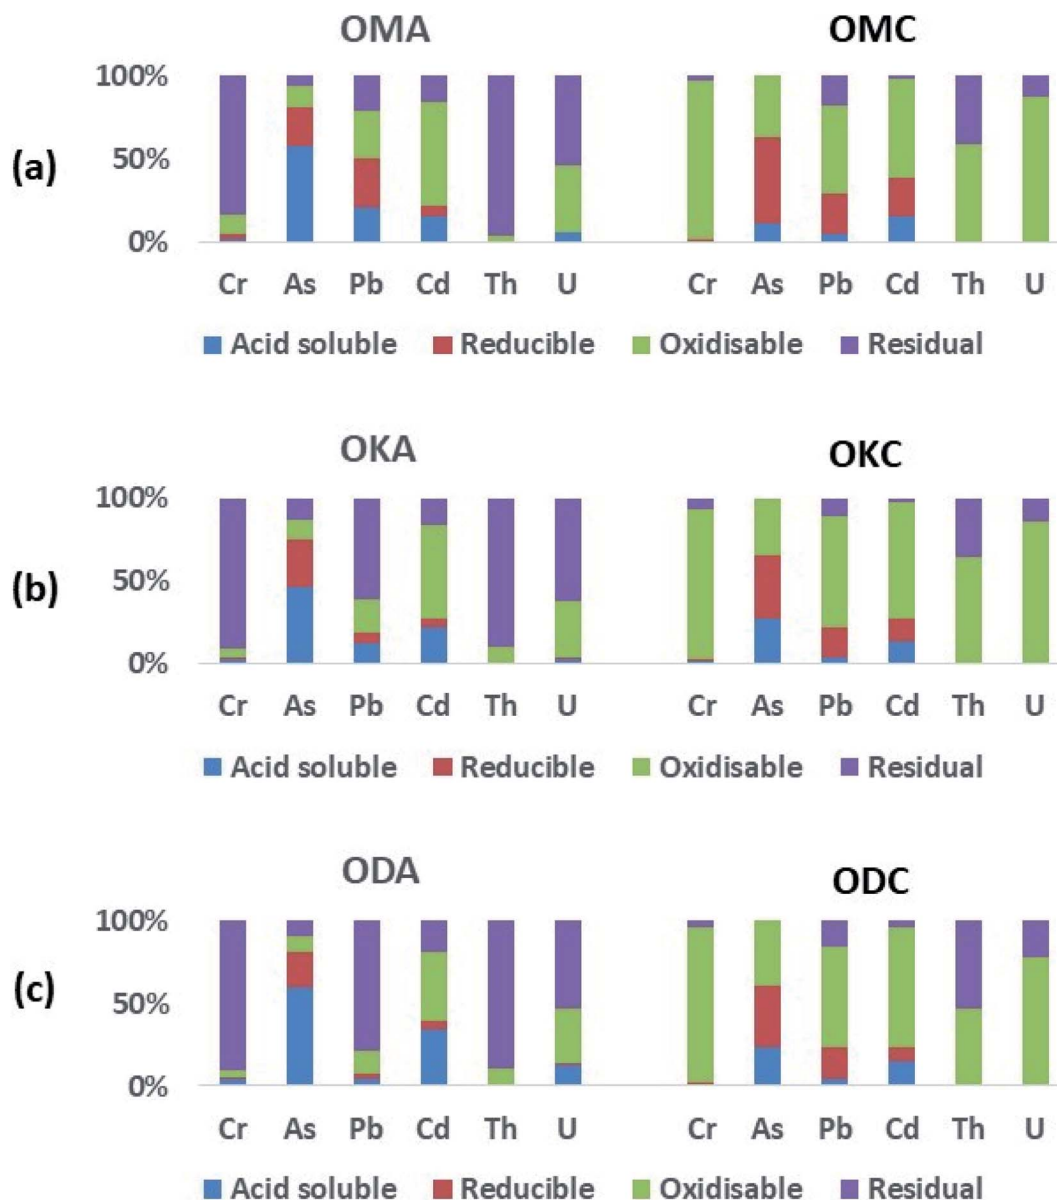 OMA OMC
(a)
100%
50%
0%
Cr As Pb Cd Th U Cr As Pb Cd Th U
Acid soluble Reducible Oxidisable Residual
OKA OKC
(b)
100%
50%
0%
Cr As Pb Cd Th U Cr As Pb Cd Th U
Acid soluble Reducible Oxidisable Residual
ODA ODC
(c)
100%
50%
0%
Cr As Pb Cd Th U Cr As Pb Cd Th U
Acid soluble Reducible Oxidisable Residual